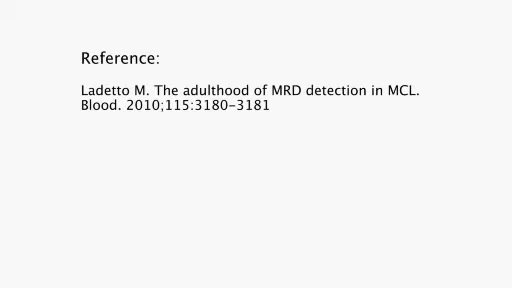 Reference:
Ladetto M. The adulthood of MRD detection in MCL.
Blood. 2010;115:3180-3181